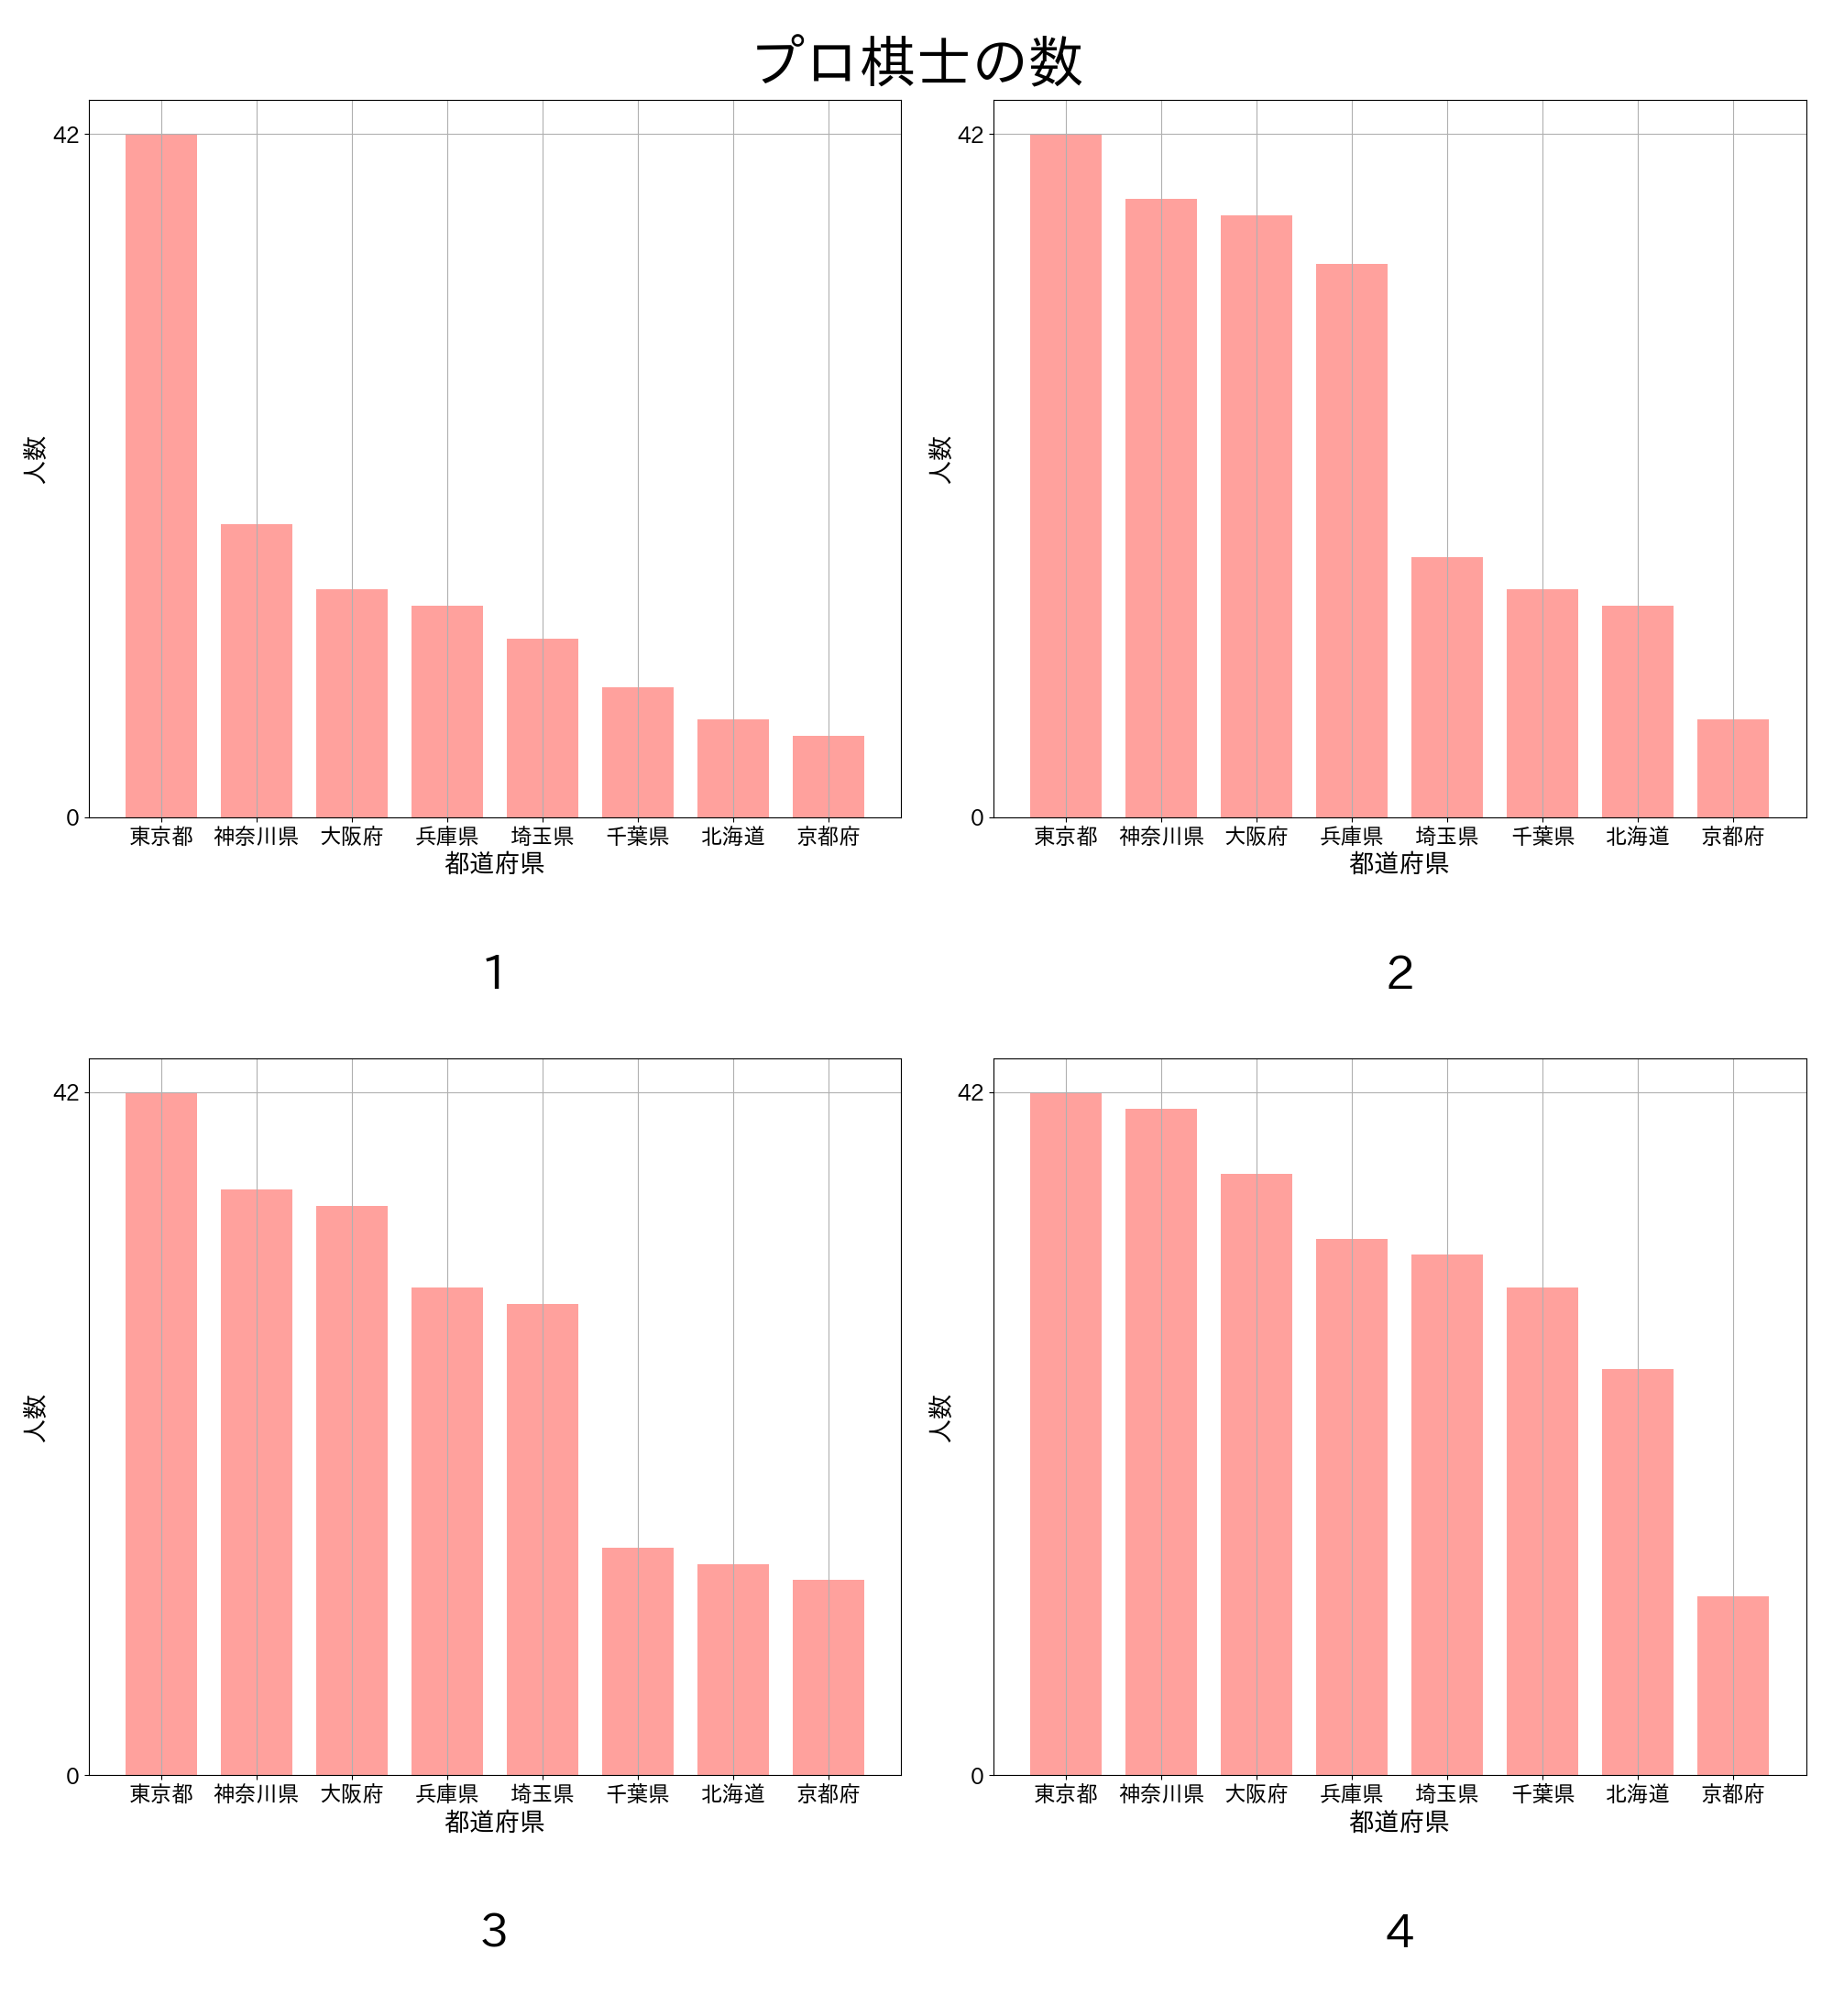 プロ棋士の数
42
0
人数
東京都 神奈川県 大阪府 兵庫県 埼玉県 千葉県 北海道 京都府
都道府県
1
42
0
人数
東京都 神奈川県 大阪府 兵庫県 埼玉県 千葉県 北海道 京都府
都道府県
2
42
0
人数
東京都 神奈川県 大阪府 兵庫県 埼玉県 千葉県 北海道 京都府
都道府県
3
42
0
人数
東京都 神奈川県 大阪府 兵庫県 埼玉県 千葉県 北海道 京都府
都道府県
4